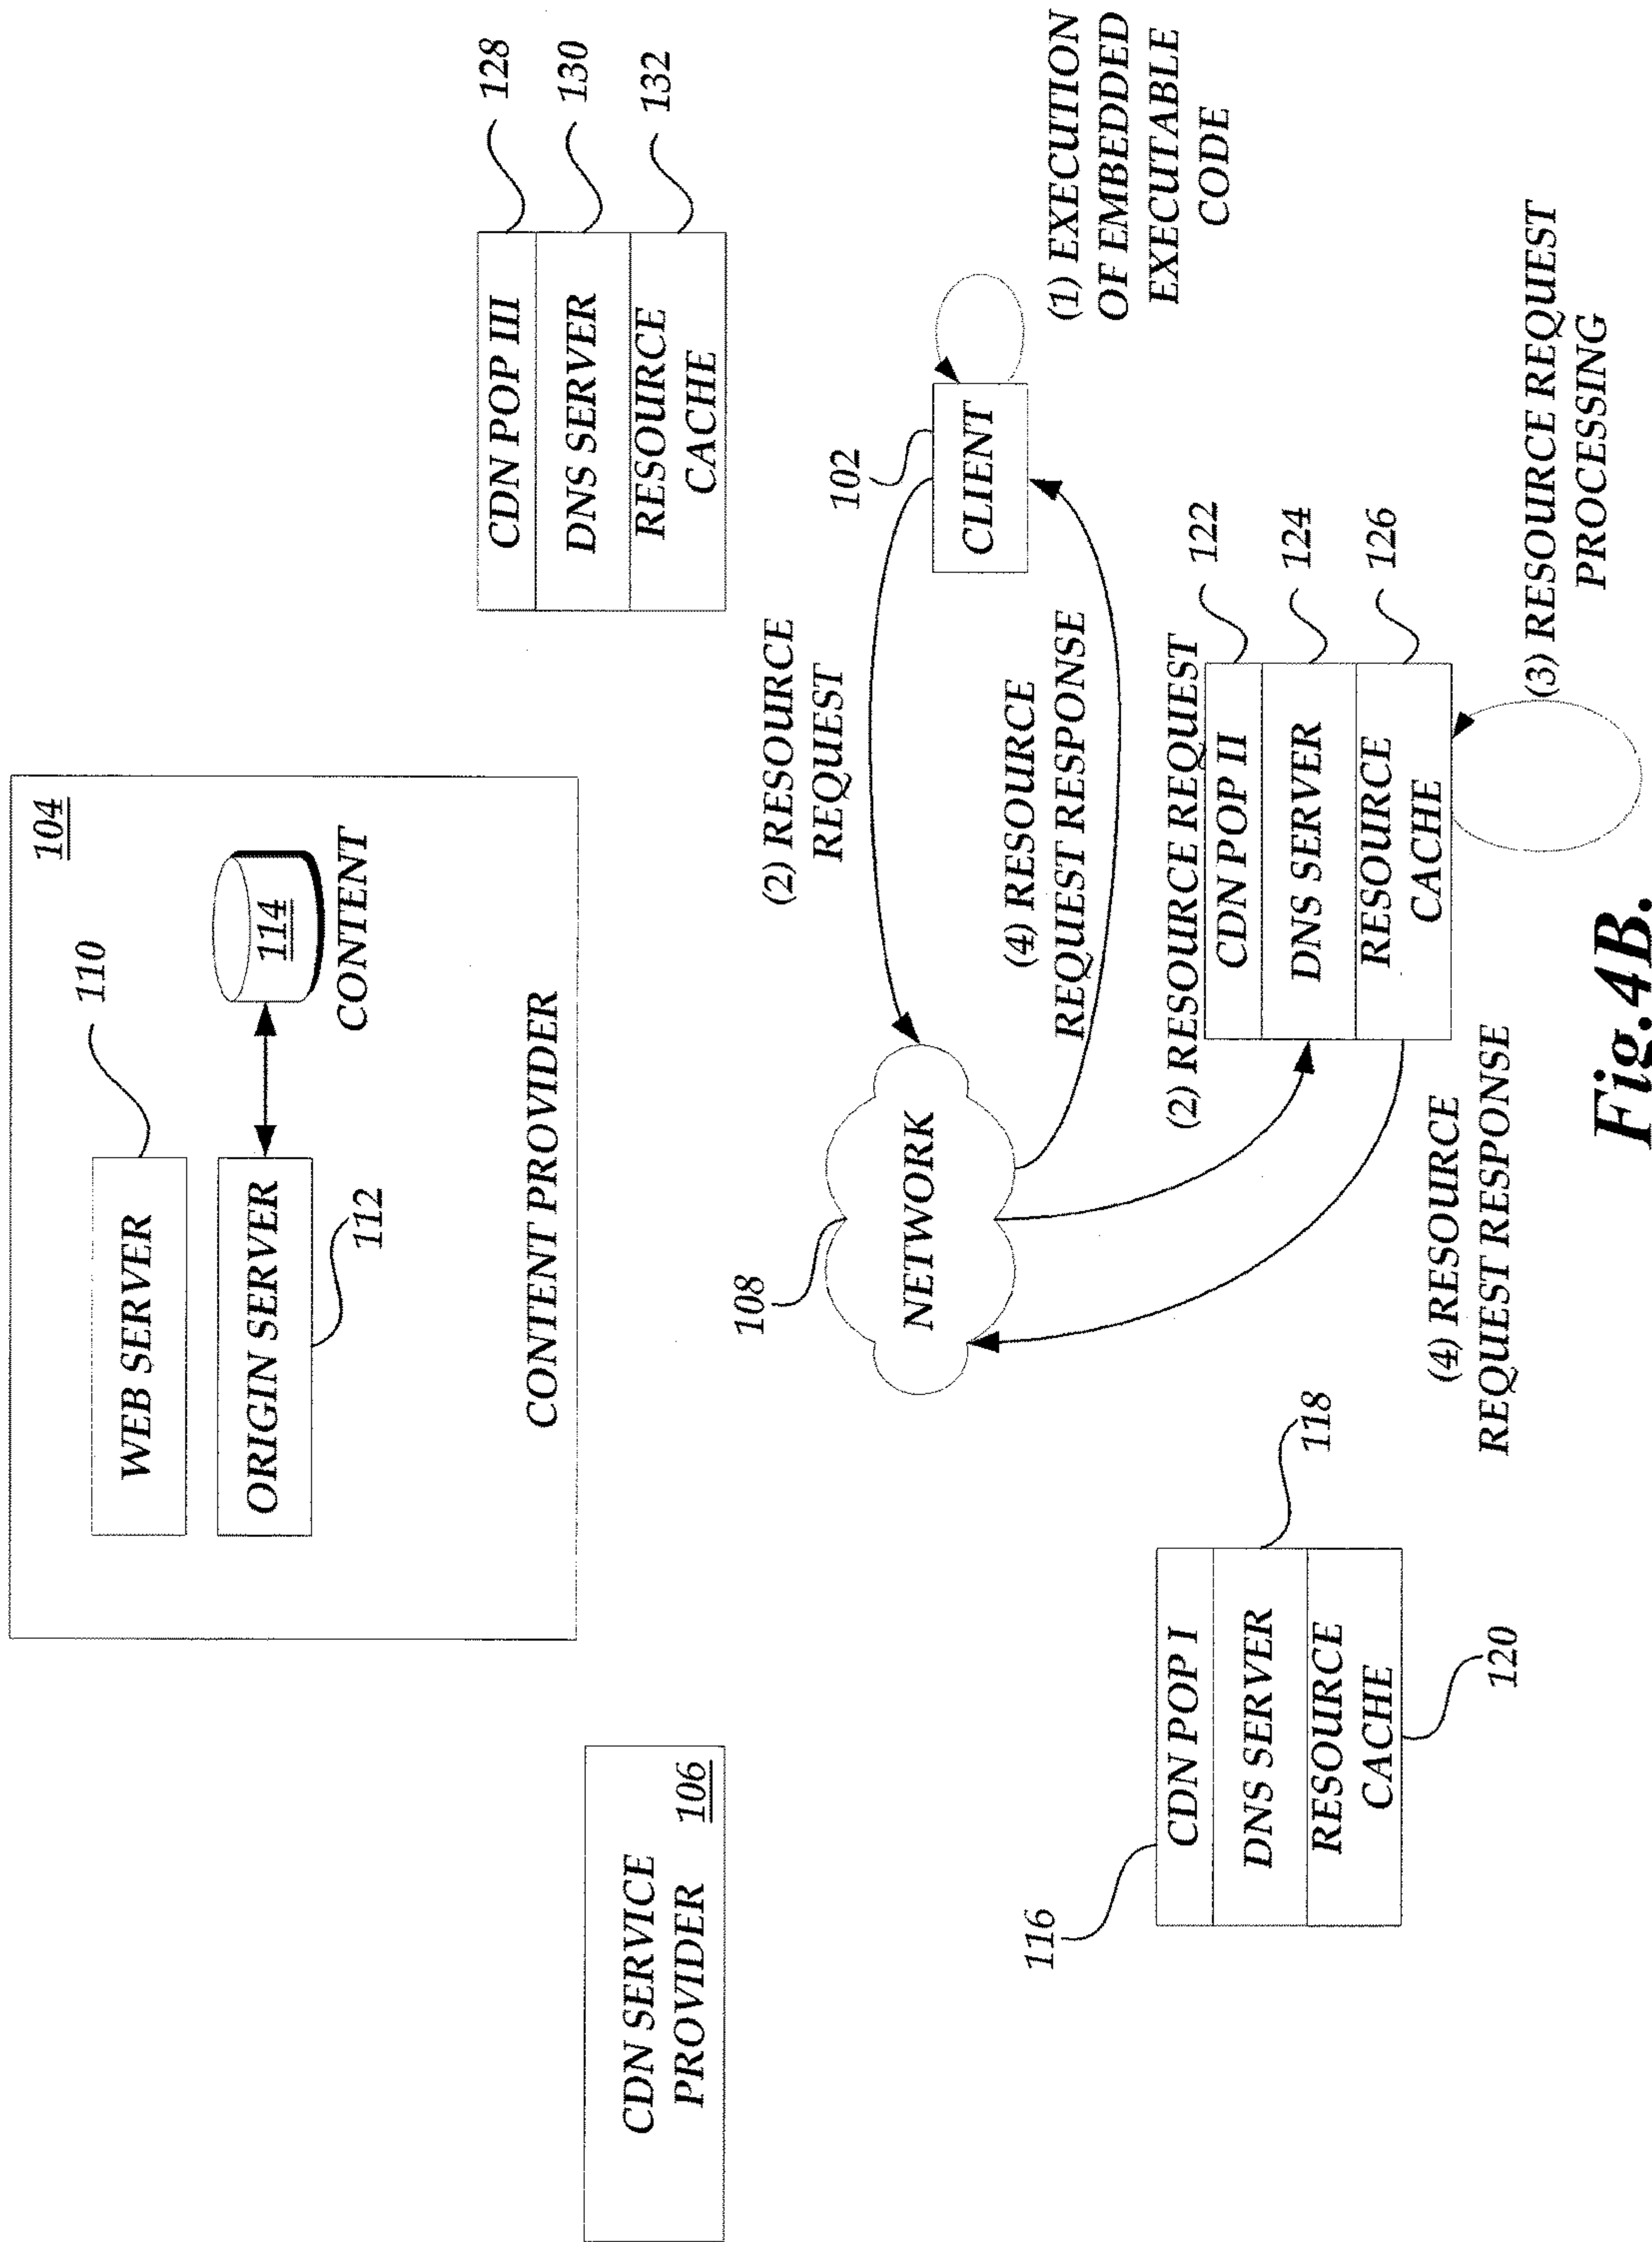 104
110
WEB SERVER
ORIGIN SERVER
112
114
CONTENT
CONTENT PROVIDER
CDN SERVICE
PROVIDER
106
CDN POP III
DNS SERVER
RESOURCE
CACHE
128
130
132
(2) RESOURCE
REQUEST
102
CLIENT
(1) EXECUTION
OF EMBEDDED
EXECUTABLE
CODE
108
NETWORK
(4) RESOURCE
REQUEST RESPONSE
116
CDN POP I
DNS SERVER
RESOURCE
CACHE
118
120
(2) RESOURCE REQUEST
CDN POP II
DNS SERVER
RESOURCE
CACHE
122
124
126
(4) RESOURCE
REQUEST RESPONSE
(3) RESOURCE REQUEST
PROCESSING
Fig.4B.